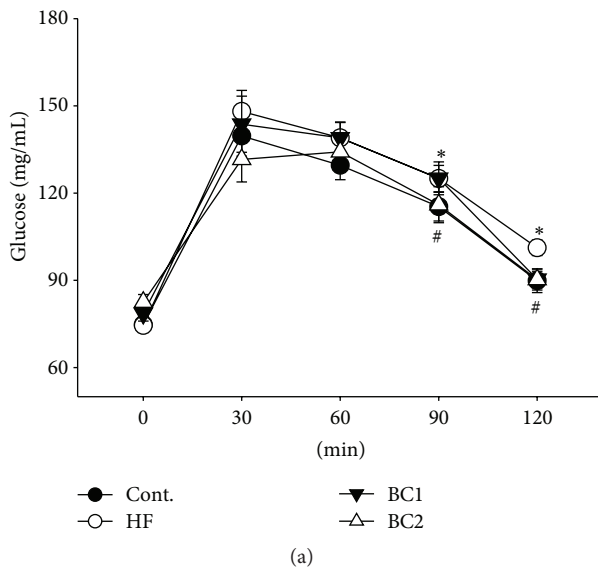 180
150
120
90
60
Glucose (mg/mL)
*
#
*
#
0 30 60 90 120
(min)
Cont. BC1
HF BC2
(a)